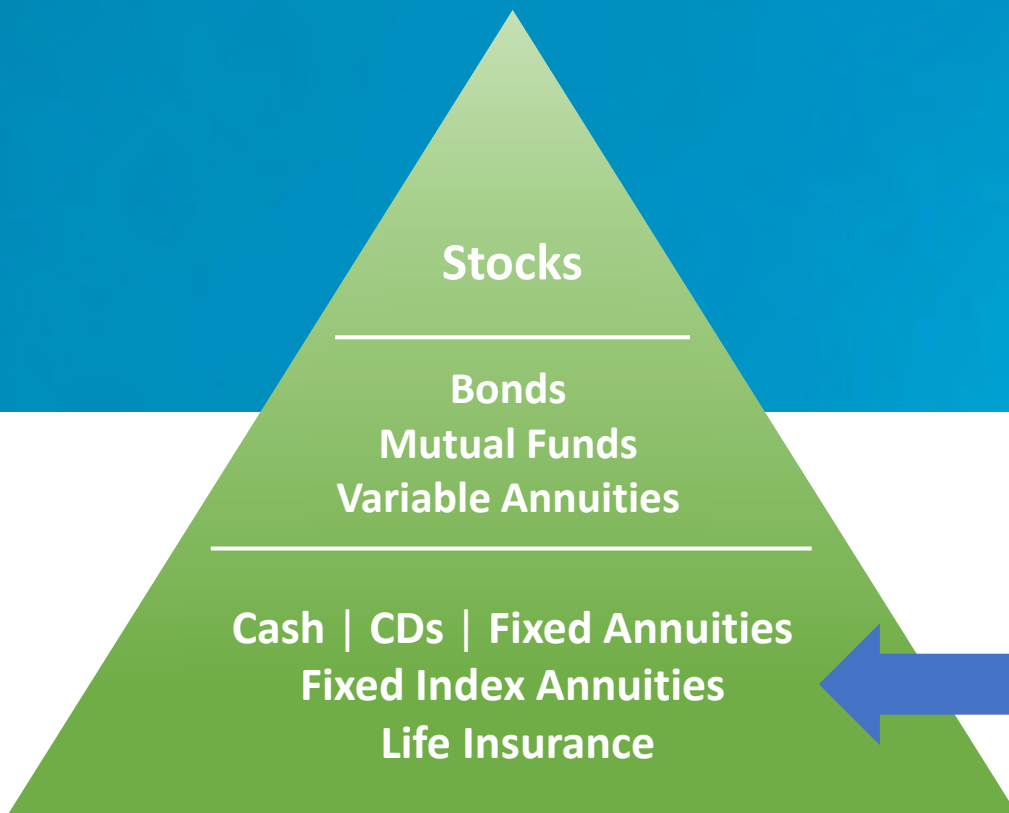 Stocks
Bonds
Mutual Funds
Variable Annuities
Cash | CDs | Fixed Annuities
Fixed Index Annuities
Life Insurance